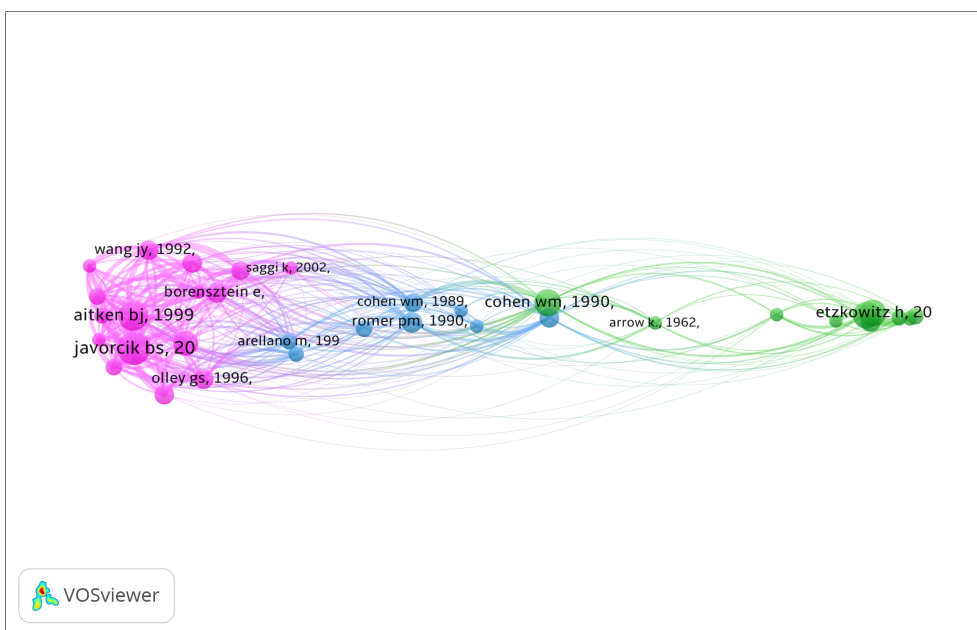 wang jy, 1992,
saggi k, 2002,
borensztein e,
aitken bj, 1999
cohen wm, 1989,
cohen wm, 1990,
romer pm, 1990,
arrow k., 1962,
etzkowitz h, 20
javorcik bs, 20
arellano m, 199
olley gs, 1996,
VOSviewer